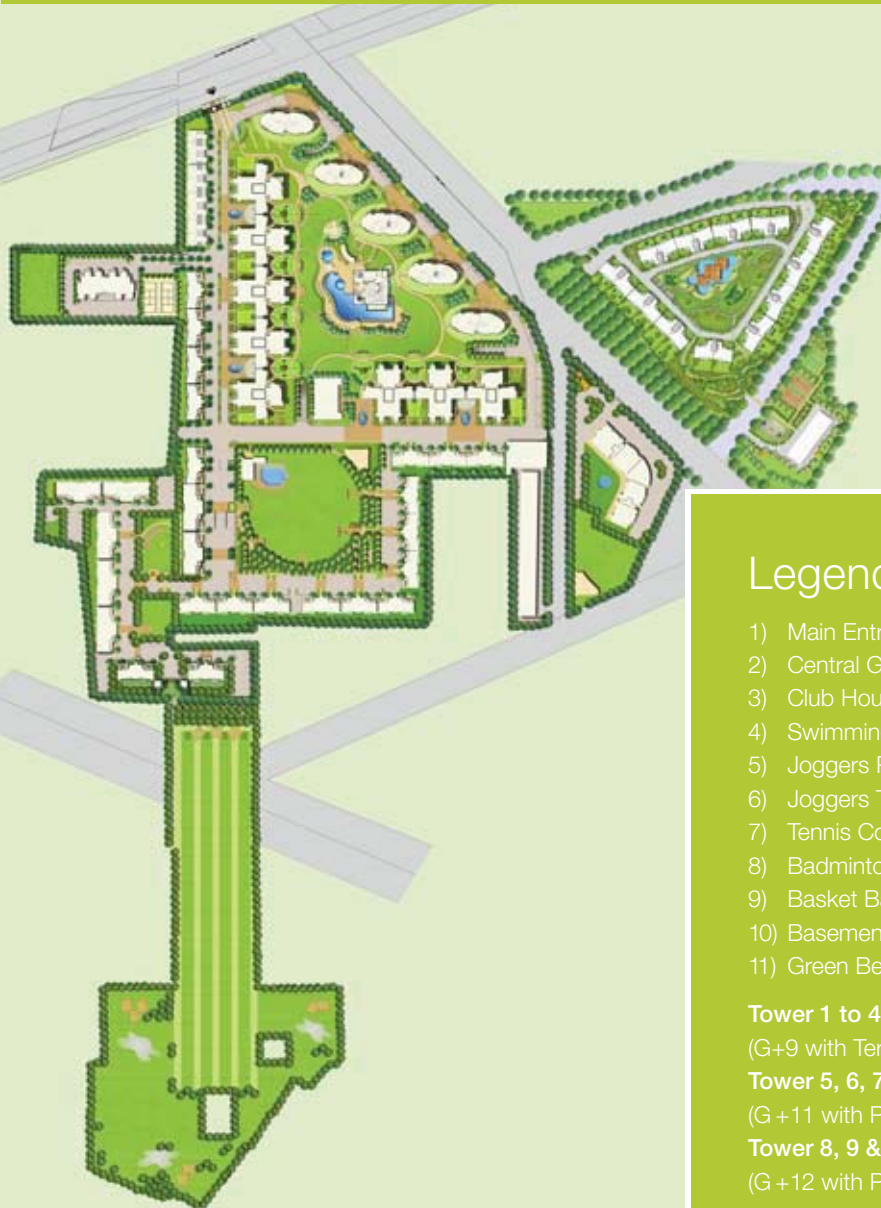 Legend
1) Main Entr
2) Central G
3) Club Hou
4) Swimmin
5) Joggers P
6) Joggers T
7) Tennis Co
8) Badminto
9) Basket Ba
10) Basemen
11) Green Be
Tower 1 to 4
(G+9 with Ter
Tower 5, 6, 7
(G +11 with P
Tower 8, 9 &
(G +12 with P